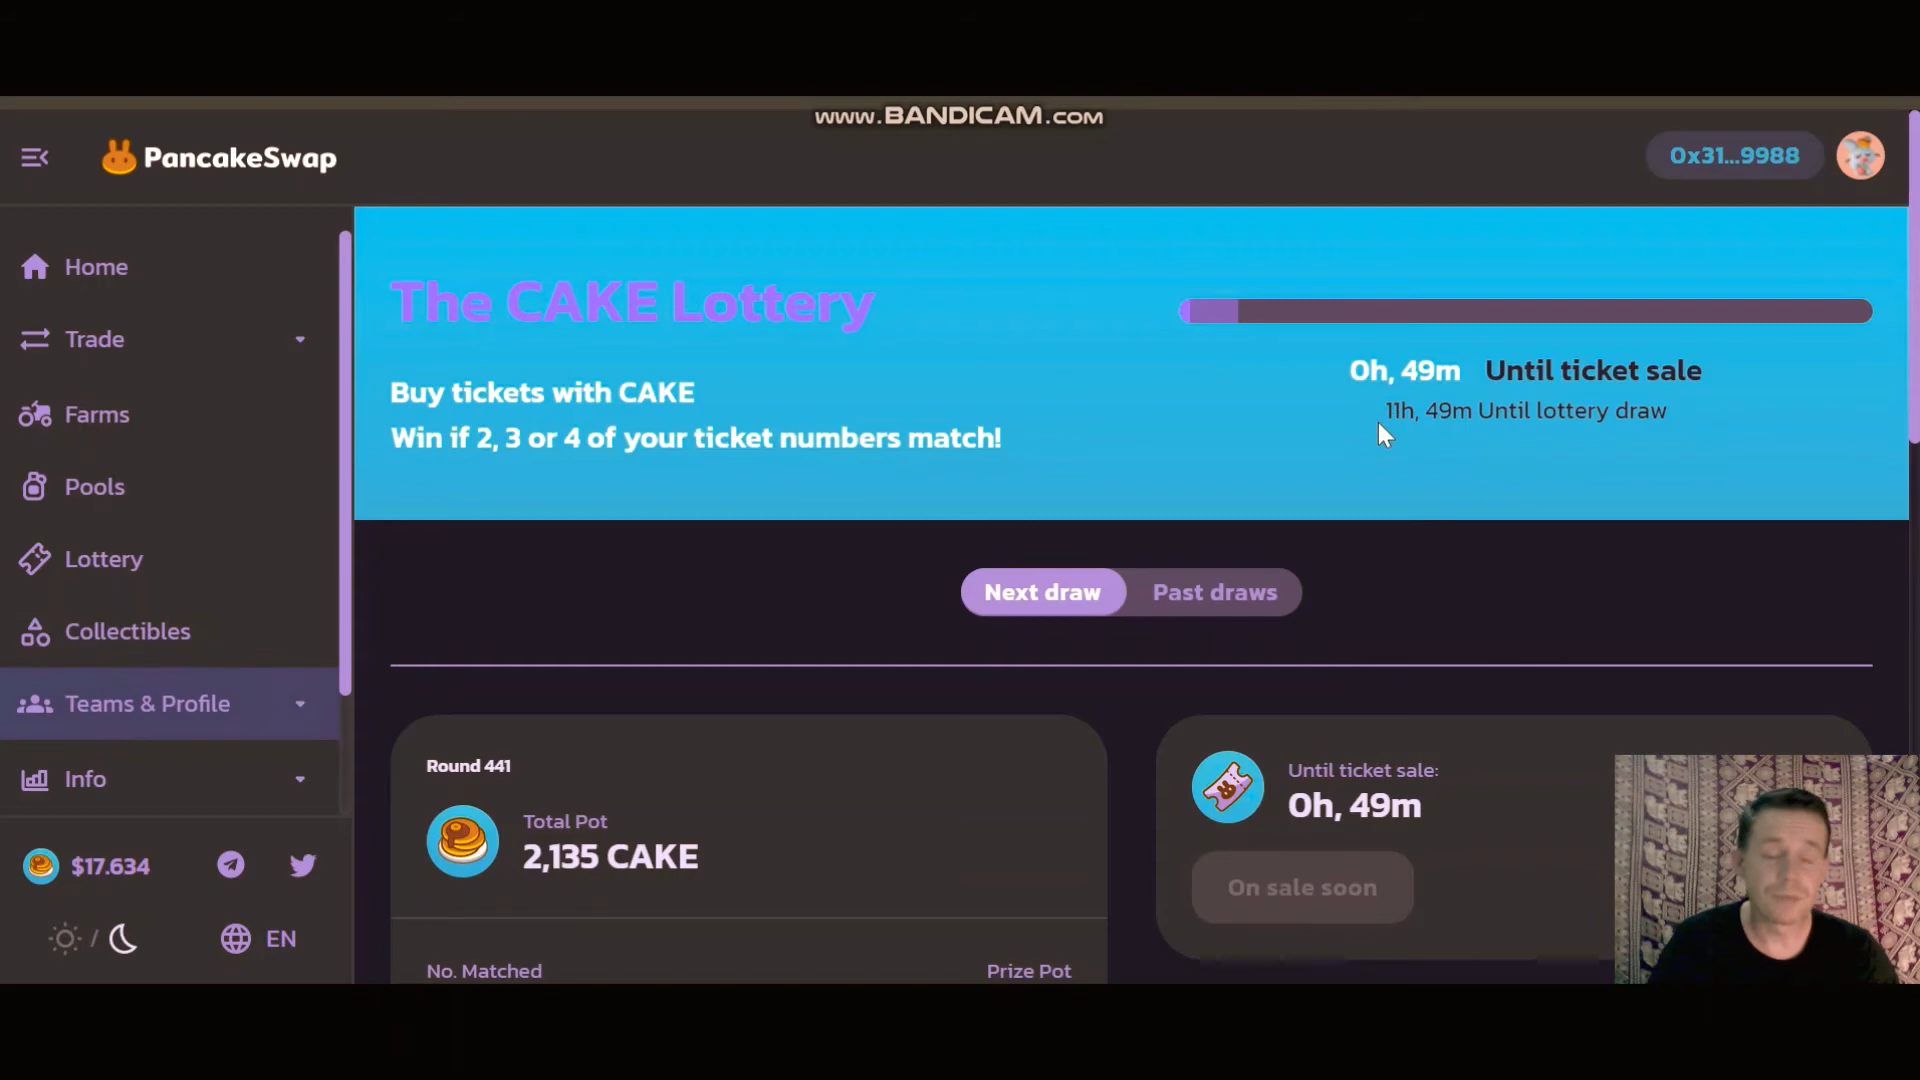 www.BANDICAM.com
PancakeSwap
0x31...9988
Home
Trade
Farms
Pools
Lottery
Collectibles
Teams & Profile
Info
$17.634
/
EN
The CAKE Lottery
Buy tickets with CAKE
Win if 2, 3 or 4 of your ticket numbers match!
0h, 49m Until ticket sale
11h, 49m Until lottery draw
Next draw
Past draws
Round 441
Total Pot
2,135 CAKE
No. Matched
Prize Pot
Until ticket sale:
0h, 49m
On sale soon